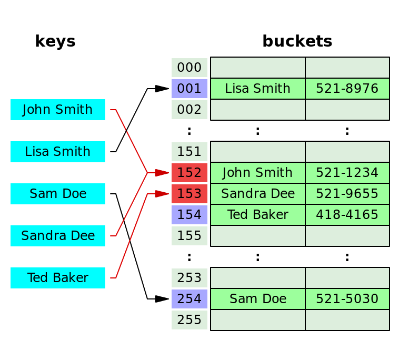 keys buckets
000
001 Lisa Smith 521-8976
John Smith 002
: : :
Lisa Smith 151
152 John Smith 521-1234
Sam Doe 153 Sandra Dee 521-9655
154 Ted Baker 418-4165
Sandra Dee 155
: : :
Ted Baker 253
254 Sam Doe 521-5030
255